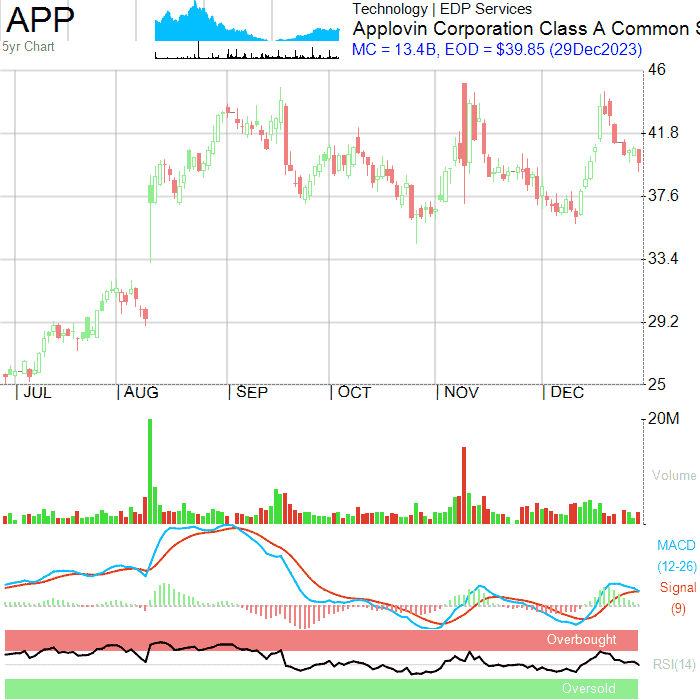 APP
5yr Chart
Technology | EDP Services
Applovin Corporation Class A Common S
MC = 13.4B, EOD = $39.85 (29Dec2023)
46
41.8
37.6
33.4
29.2
25
JUL
AUG
SEP
OCT
NOV
DEC
20M
Volume
MACD
(12-26)
Signal
(9)
Overbought
RSI(14)
Oversold